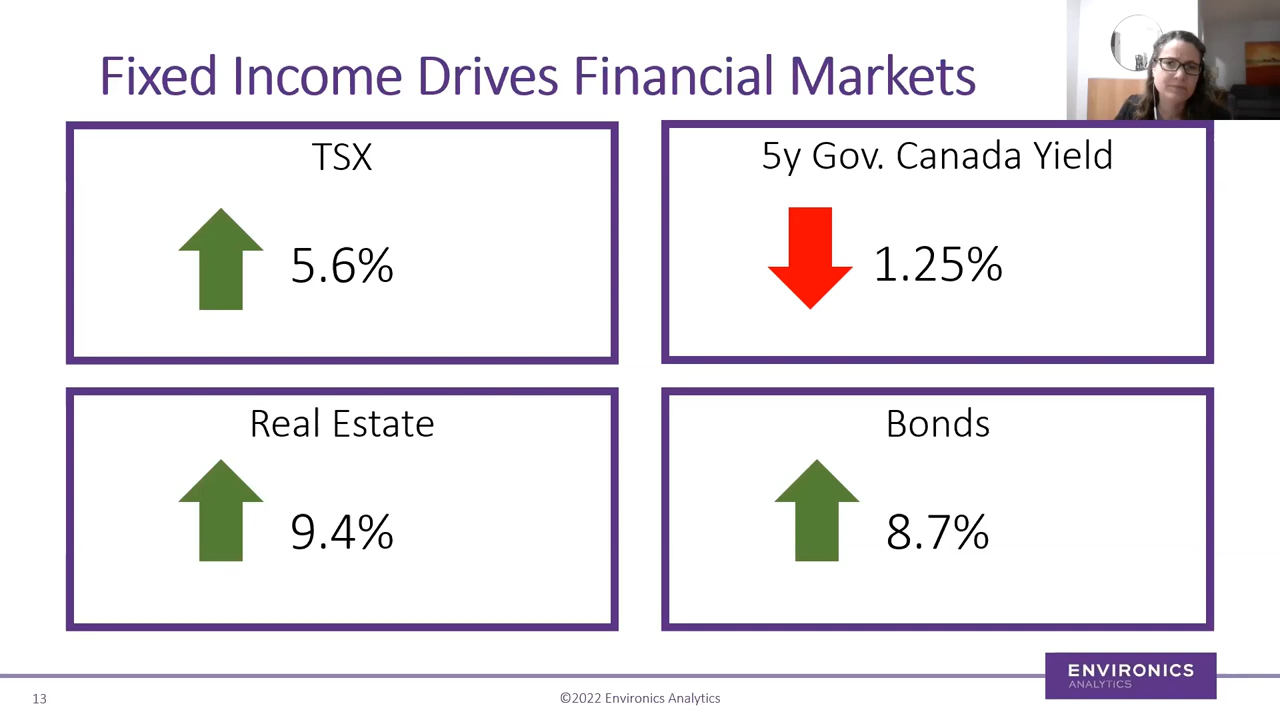 Fixed Income Drives Financial Markets
TSX
5.6%
5y Gov. Canada Yield
1.25%
Real Estate
9.4%
Bonds
8.7%
13
©2022 Environics Analytics
ENVIRONICS
ANALYTICS